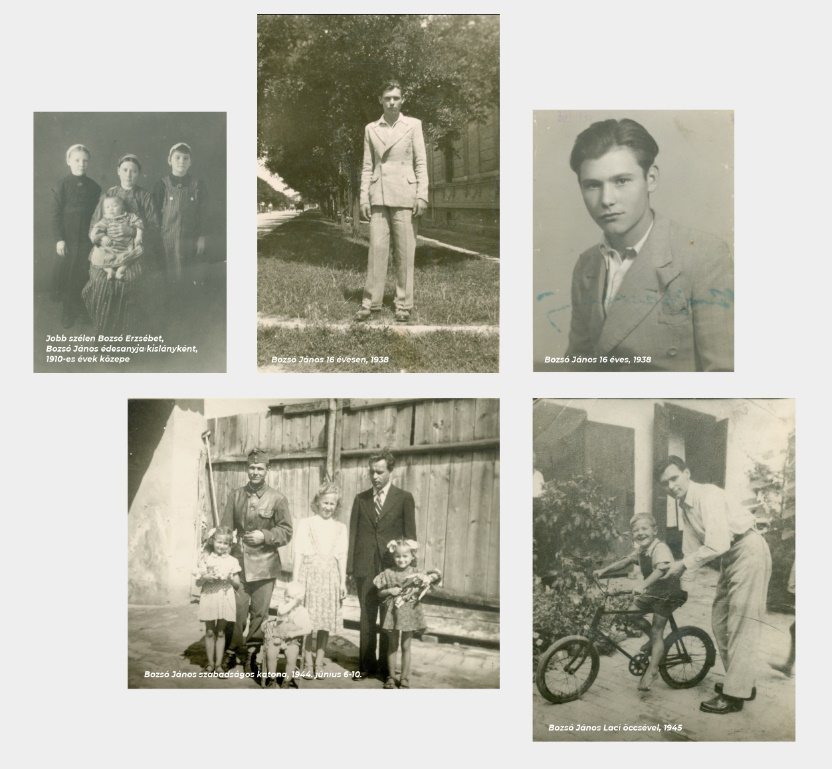 Jobb szélen Bozsó Erzsébet,
Bozsó János édesanyja kislányként,
1910-es évek közepe
Bozsó János 16 évesen, 1938
Bozsó János 16 éves, 1938
Bozsó János szabadságos katona, 1944. június 6-10.
Bozsó János Laci öccsével, 1945